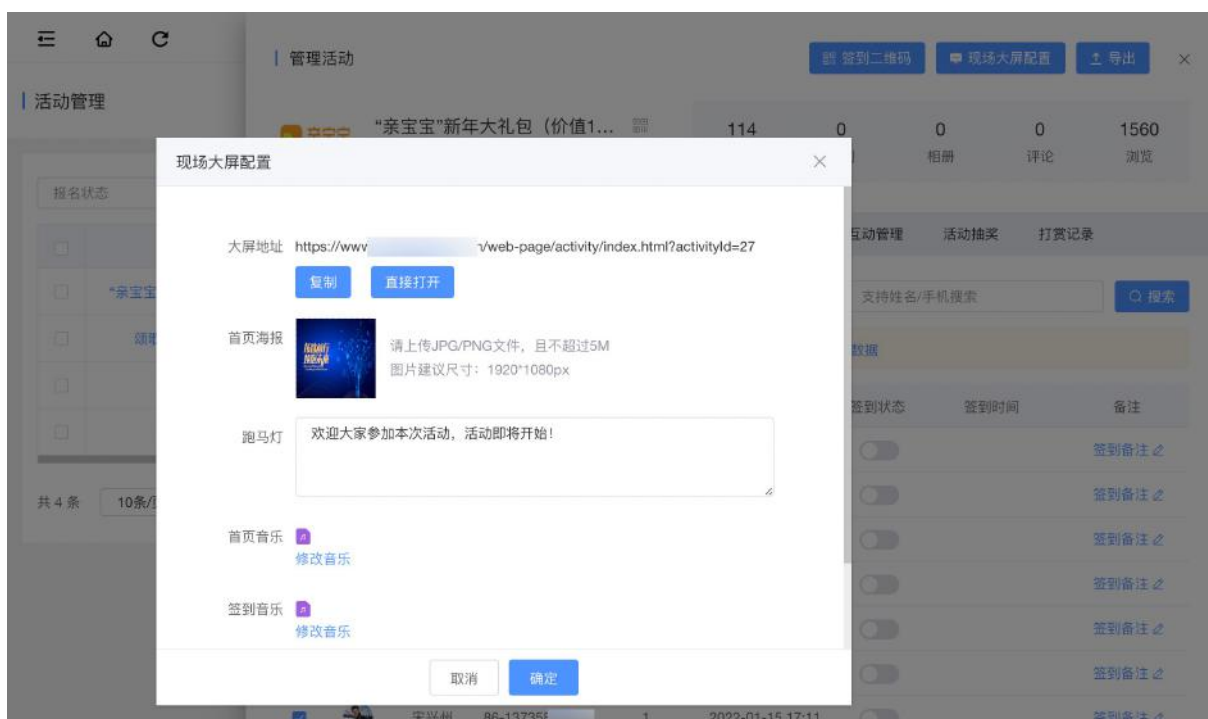 管理活动
签到二维码
现场大屏配置
导出
活动管理
“亲宝宝”新年大礼包（价值1...
114
0
0
0
1560
相册
评论
浏览
现场大屏配置
报名状态
互动管理
活动抽奖
打赏记录
大屏地址
https://www
/web-page/activity/index.html?activityId=27
复制
直接打开
支持姓名/手机搜索
搜索
“亲宝宝
首页海报
请上传JPG/PNG文件，且不超过5M
图片建议尺寸：1920*1080px
数据
签到状态
签到时间
备注
跑马灯
欢迎大家参加本次活动，活动即将开始！
签到备注
共 4 条
10条/页
签到备注
首页音乐
修改音乐
签到备注
签到备注
签到音乐
修改音乐
签到备注
取消
确定
签到备注
宋兴州
86-13735
1
2022-01-15 17:11
签到备注